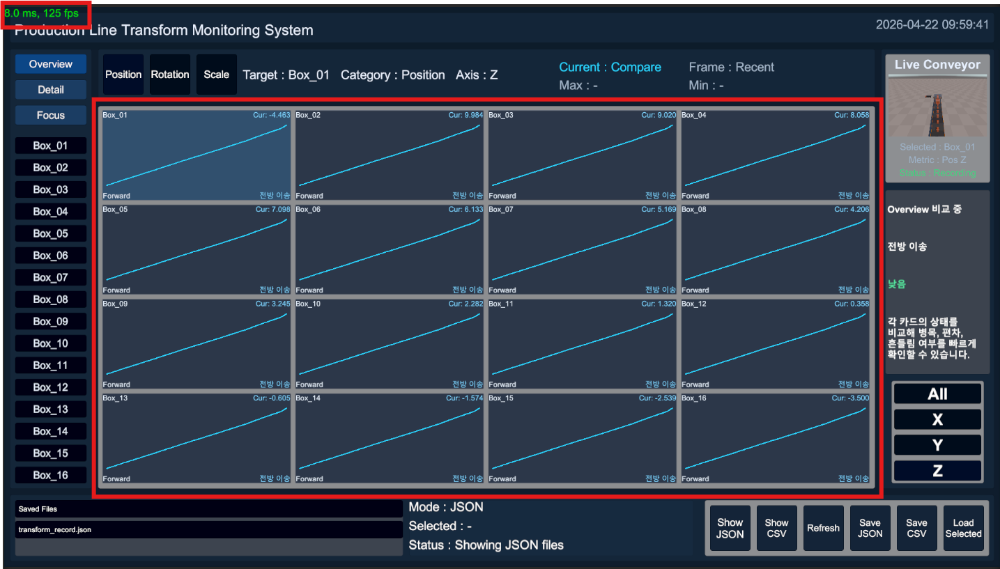 8.0 ms, 125 fps
Production Line Transform Monitoring System
2026-04-22 09:59:41
Overview
Detail
Focus
Box_01
Box_02
Box_03
Box_04
Box_05
Box_06
Box_07
Box_08
Box_09
Box_10
Box_11
Box_12
Box_13
Box_14
Box_15
Box_16
Position
Rotation
Scale
Target : Box_01 Category : Position Axis : Z
Current : Compare
Frame : Recent
Max : -
Min : -
Box_01 Cur: -4.463
Forward 전방 이송
Box_02 Cur: 9.984
Forward 전방 이송
Box_03 Cur: 9.020
Forward 전방 이송
Box_04 Cur: 8.058
Forward 전방 이송
Box_05 Cur: 7.098
Forward 전방 이송
Box_06 Cur: 6.133
Forward 전방 이송
Box_07 Cur: 5.169
Forward 전방 이송
Box_08 Cur: 4.206
Forward 전방 이송
Box_09 Cur: 3.245
Forward 전방 이송
Box_10 Cur: 2.282
Forward 전방 이송
Box_11 Cur: 1.320
Forward 전방 이송
Box_12 Cur: 0.358
Forward 전방 이송
Box_13 Cur: -0.605
Forward 전방 이송
Box_14 Cur: -1.574
Forward 전방 이송
Box_15 Cur: -2.539
Forward 전방 이송
Box_16 Cur: -3.500
Forward 전방 이송
Live Conveyor
Selected : Box_01
Metric : Pos Z
Status : Recording
Overview 비교 중
전방 이송
낮음
각 카드의 상태를
비교해 병목, 편차,
흔들림 여부를 빠르게
확인할 수 있습니다.
All
X
Y
Z
Saved Files
transform_record.json
Mode : JSON
Selected : -
Status : Showing JSON files
Show
JSON
Show
CSV
Refresh
Save
JSON
Save
CSV
Load
Selected